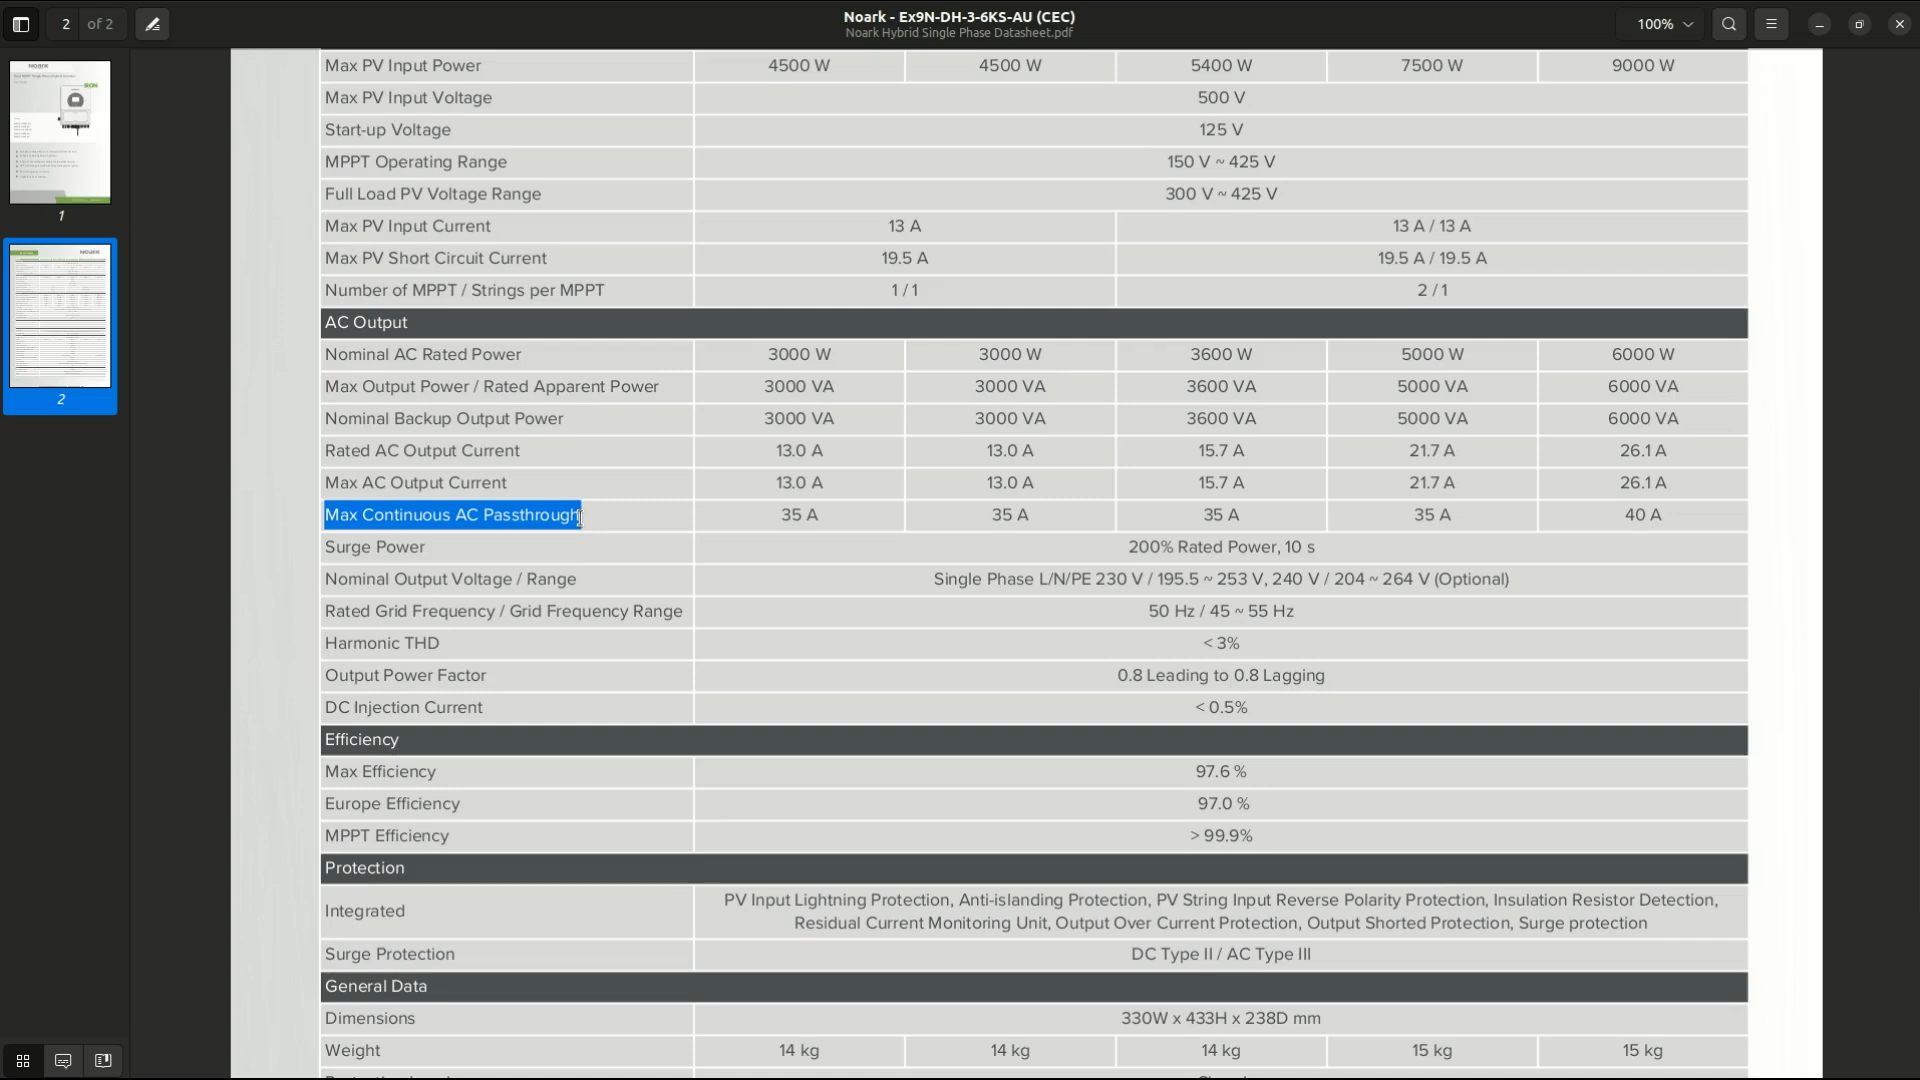 2 of 2
Noark - Ex9N-DH-3-6KS-AU (CEC)
Noark Hybrid Single Phase Datasheet.pdf
100%
1
2
Max PV Input Power 4500 W 4500 W 5400 W 7500 W 9000 W
Max PV Input Voltage 500 V
Start-up Voltage 125 V
MPPT Operating Range 150 V ~ 425 V
Full Load PV Voltage Range 300 V ~ 425 V
Max PV Input Current 13 A 13 A / 13 A
Max PV Short Circuit Current 19.5 A 19.5 A / 19.5 A
Number of MPPT / Strings per MPPT 1 / 1 2 / 1
AC Output
Nominal AC Rated Power 3000 W 3000 W 3600 W 5000 W 6000 W
Max Output Power / Rated Apparent Power 3000 VA 3000 VA 3600 VA 5000 VA 6000 VA
Nominal Backup Output Power 3000 VA 3000 VA 3600 VA 5000 VA 6000 VA
Rated AC Output Current 13.0 A 13.0 A 15.7 A 21.7 A 26.1 A
Max AC Output Current 13.0 A 13.0 A 15.7 A 21.7 A 26.1 A
Max Continuous AC Passthrough 35 A 35 A 35 A 35 A 40 A
Surge Power 200% Rated Power, 10 s
Nominal Output Voltage / Range Single Phase L/N/PE 230 V / 195.5 ~ 253 V, 240 V / 204 ~ 264 V (Optional)
Rated Grid Frequency / Grid Frequency Range 50 Hz / 45 ~ 55 Hz
Harmonic THD < 3%
Output Power Factor 0.8 Leading to 0.8 Lagging
DC Injection Current < 0.5%
Efficiency
Max Efficiency 97.6 %
Europe Efficiency 97.0 %
MPPT Efficiency > 99.9%
Protection
Integrated PV Input Lightning Protection, Anti-islanding Protection, PV String Input Reverse Polarity Protection, Insulation Resistor Detection,
Residual Current Monitoring Unit, Output Over Current Protection, Output Shorted Protection, Surge protection
Surge Protection DC Type II / AC Type III
General Data
Dimensions 330W x 433H x 238D mm
Weight 14 kg 14 kg 14 kg 15 kg 15 kg